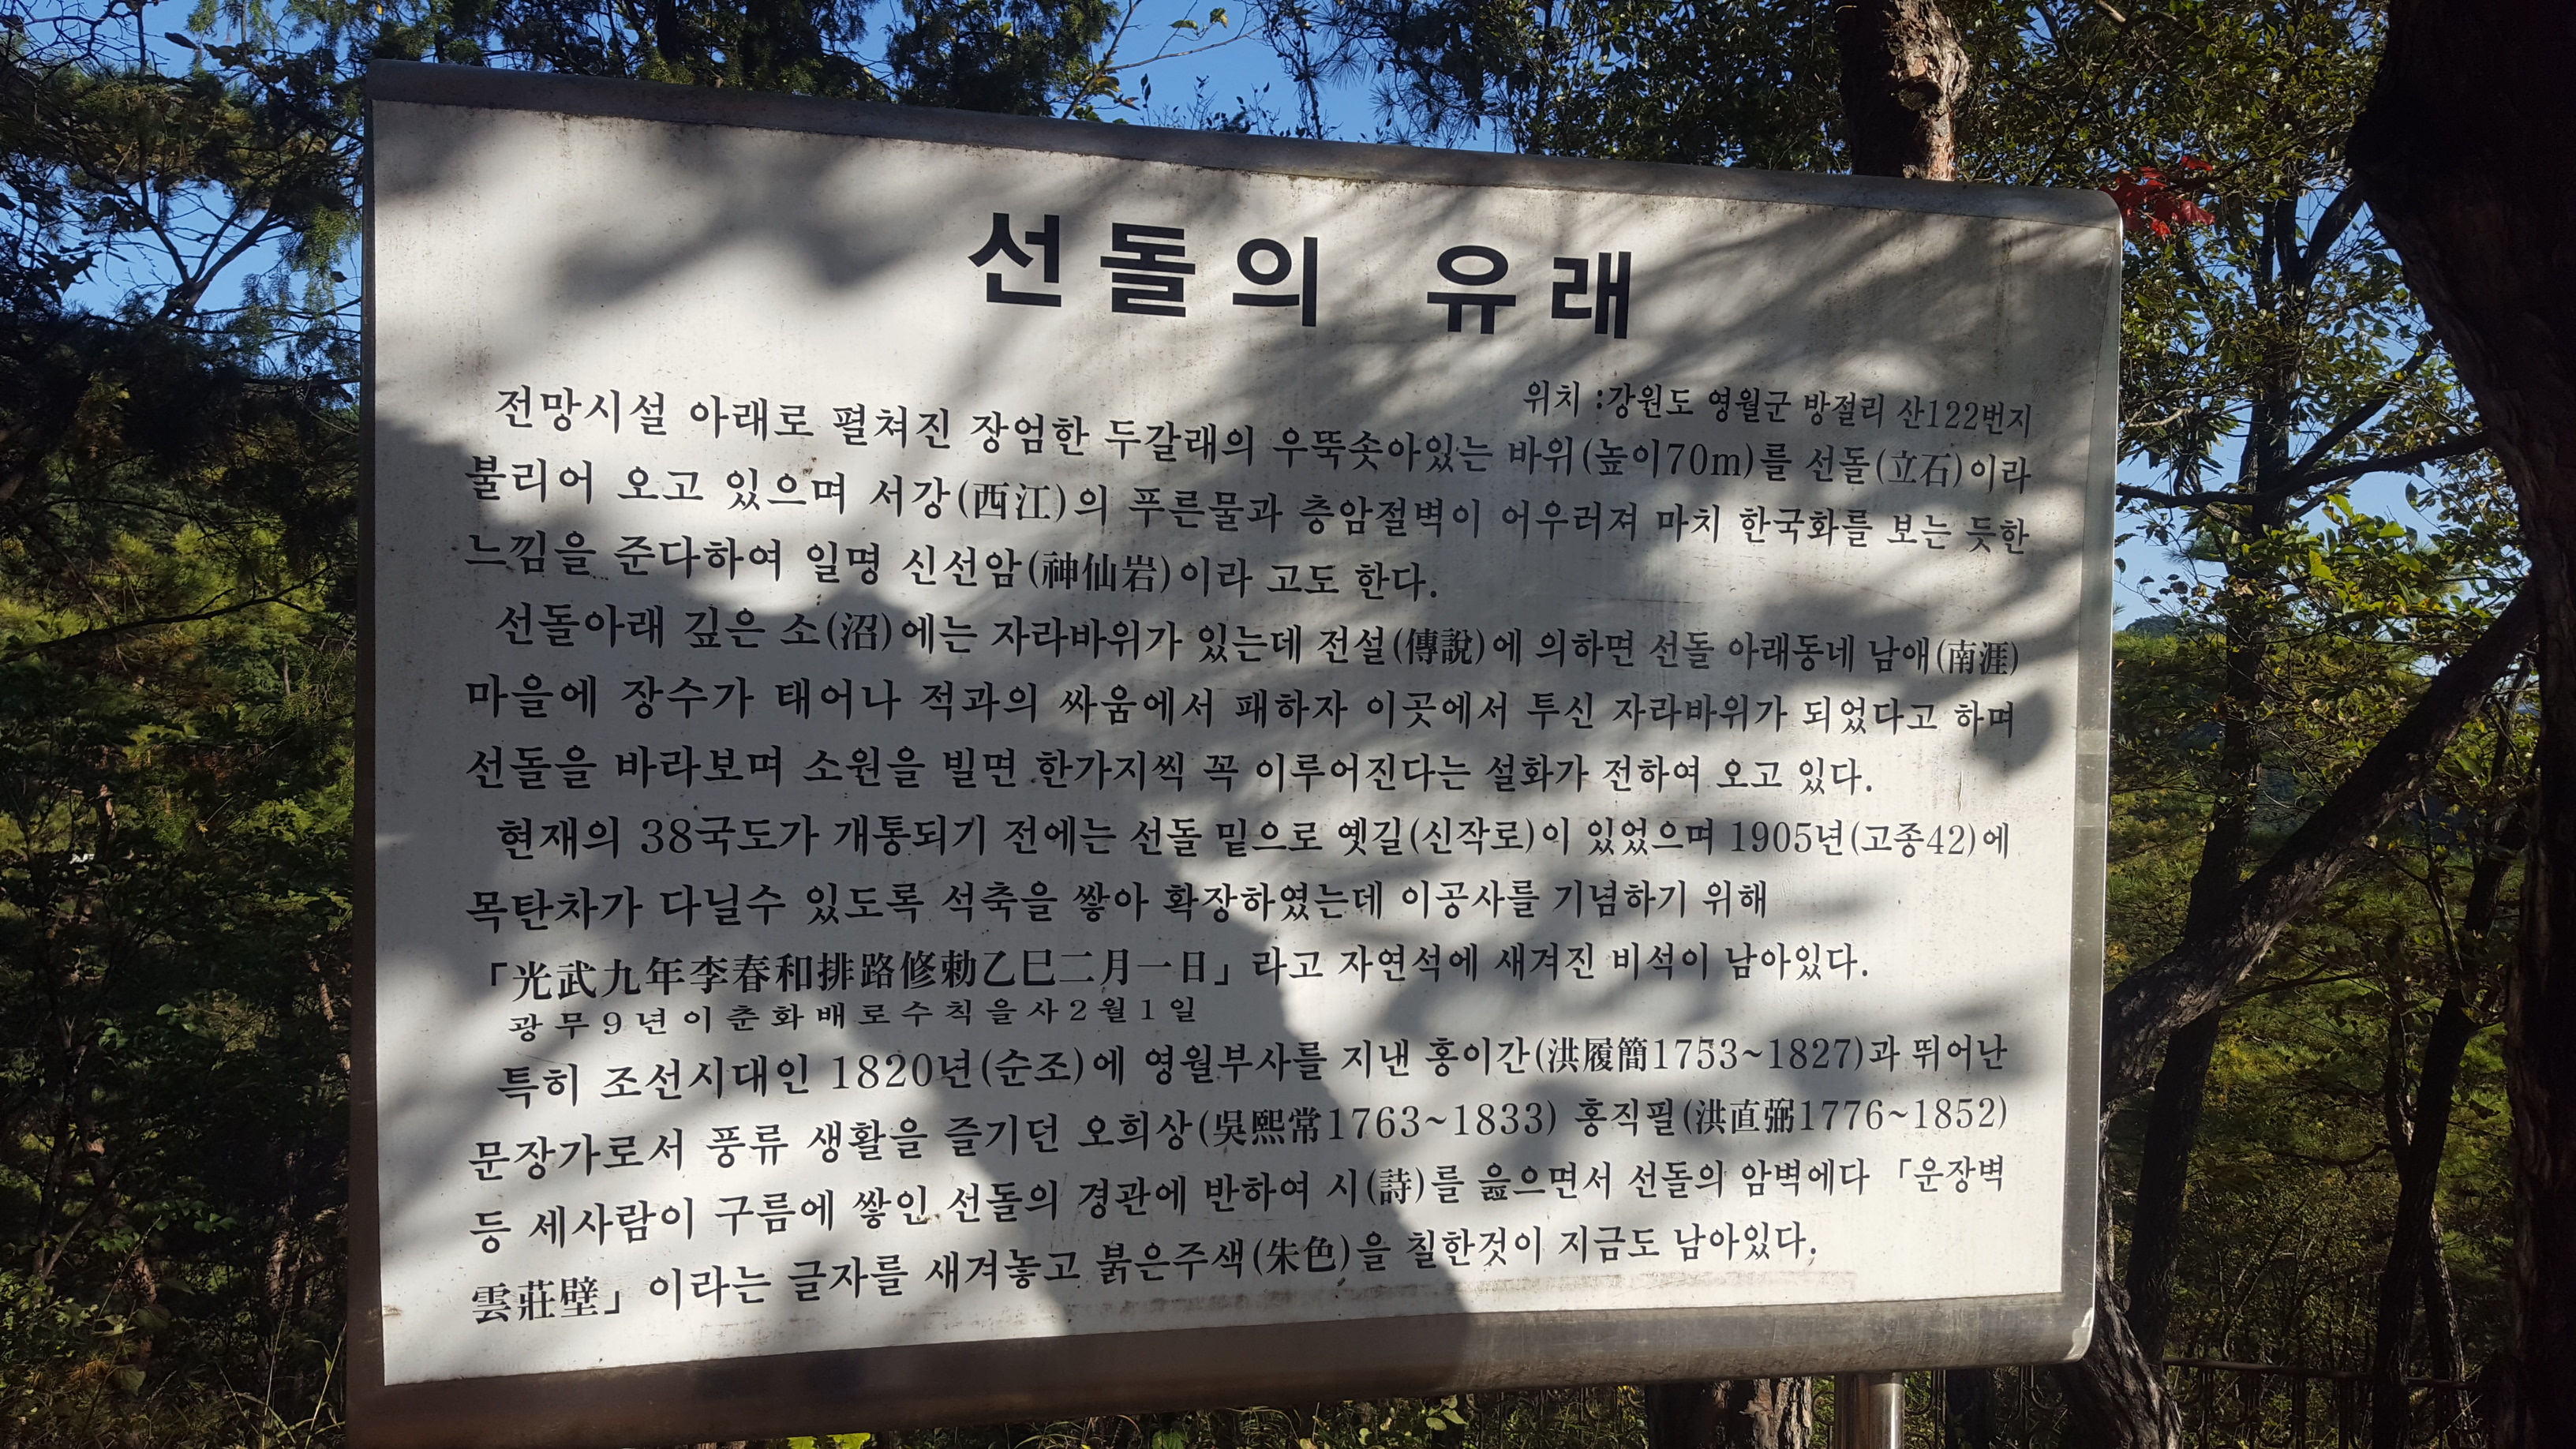 선돌의 유래
위치 :강원도 영월군 방절리 산122번지
전망시설 아래로 펼쳐진 장엄한 두갈래의 우뚝솟아있는 바위(높이70m)를 선돌(立石)이라
불리어 오고 있으며 서강(西江)의 푸른물과 층암절벽이 어우러져 마치 한국화를 보는 듯한
느낌을 준다하여 일명 신선암(神仙岩)이라 고도 한다.
선돌아래 깊은 소(沼)에는 자라바위가 있는데 전설(傳說)에 의하면 선돌 아래동네 남애(南涯)
마을에 장수가 태어나 적과의 싸움에서 패하자 이곳에서 투신 자라바위가 되었다고 하며
선돌을 바라보며 소원을 빌면 한가지씩 꼭 이루어진다는 설화가 전하여 오고 있다.
현재의 38국도가 개통되기 전에는 선돌 밑으로 옛길(신작로)이 있었으며 1905년(고종42)에
목탄차가 다닐수 있도록 석축을 쌓아 확장하였는데 이공사를 기념하기 위해
「光武九年李春和排路修勅乙巳二月一日」라고 자연석에 새겨진 비석이 남아있다.
광무9년이춘화배로수칙을사2월1일
특히 조선시대인 1820년(순조)에 영월부사를 지낸 홍이간(洪履簡1753~1827)과 뛰어난
문장가로서 풍류 생활을 즐기던 오희상(吳熙常1763~1833) 홍직필(洪直弼1776~1852)
등 세사람이 구름에 쌓인 선돌의 경관에 반하여 시(詩)를 읊으면서 선돌의 암벽에다 「운장벽
雲莊壁」이라는 글자를 새겨놓고 붉은주색(朱色)을 칠한것이 지금도 남아있다.